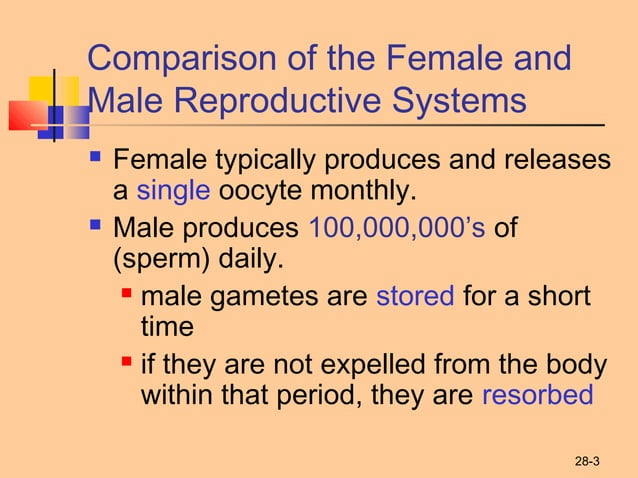 Comparison of the Female and
Male Reproductive Systems
Female typically produces and releases
a single oocyte monthly.
Male produces 100,000,000’s of
(sperm) daily.
male gametes are stored for a short
time
if they are not expelled from the body
within that period, they are resorbed
28-3